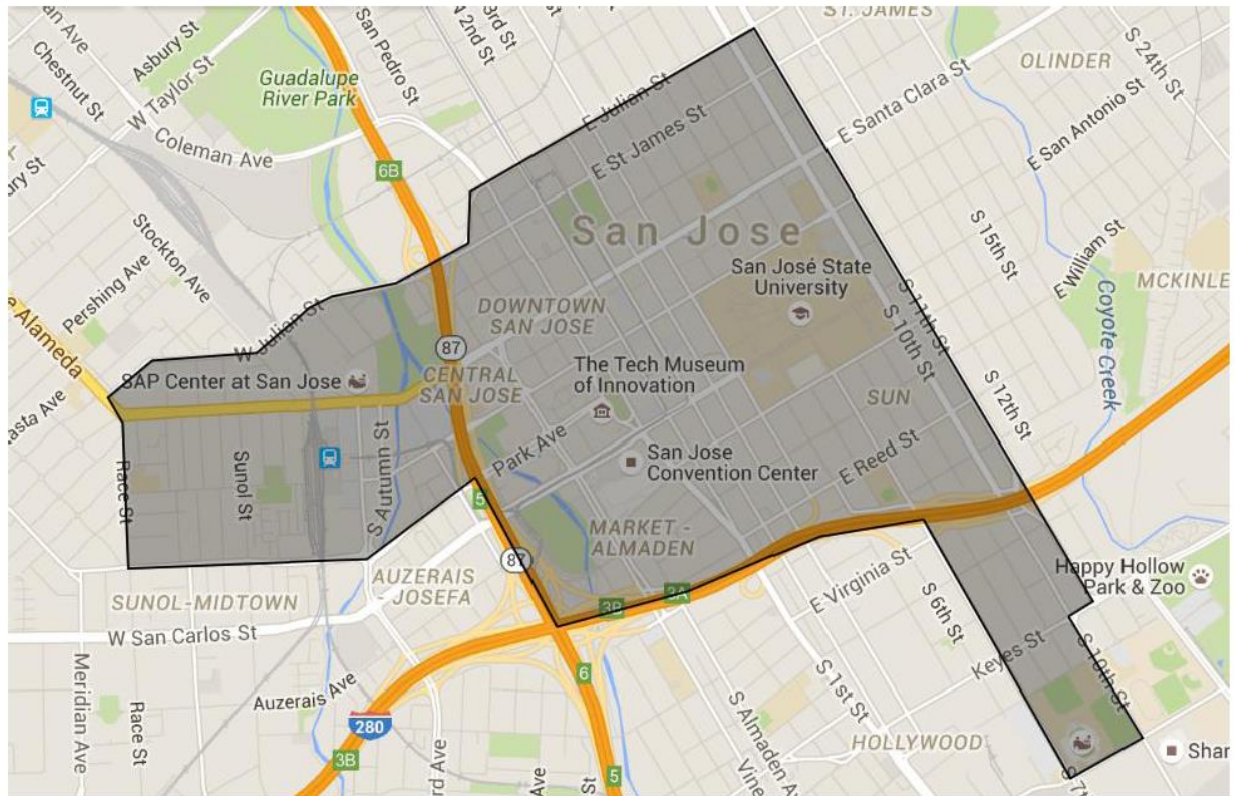 ST. JAMES
Asbury St
Chestnut St
W Taylor St
San Pedro St
N 2nd St
3rd St
OLINDER
S 24th St
Guadalupe
River Park
E Julian St
E Santa Clara St
E San Antonio St
Coleman Ave
6B
E St James St
San Jose
Stockton Ave
S 15th St
E William St
San José State
University
MCKINLE
Pershing Ave
Coyote Creek
S 11th St
S 10th St
DOWNTOWN
SAN JOSE
W Julian St
Alameda
87
The Tech Museum
of Innovation
SAP Center at San Jose
CENTRAL
SAN JOSE
S 12th St
SUN
Park Ave
E Reed St
S Autumn St
Sunol St
Race St
San Jose
Convention Center
5
MARKET -
ALMADEN
87
AUZERAIS
- JOSEFA
E Virginia St
Happy Hollow
Park & Zoo
3A
3B
SUNOL-MIDTOWN
W San Carlos St
S 6th St
Keyes St
S 10th St
6
Meridian Ave
Race St
Auzerais Ave
S 1st St
S Almaden Ave
280
3B
HOLLYWOOD
Shar
5